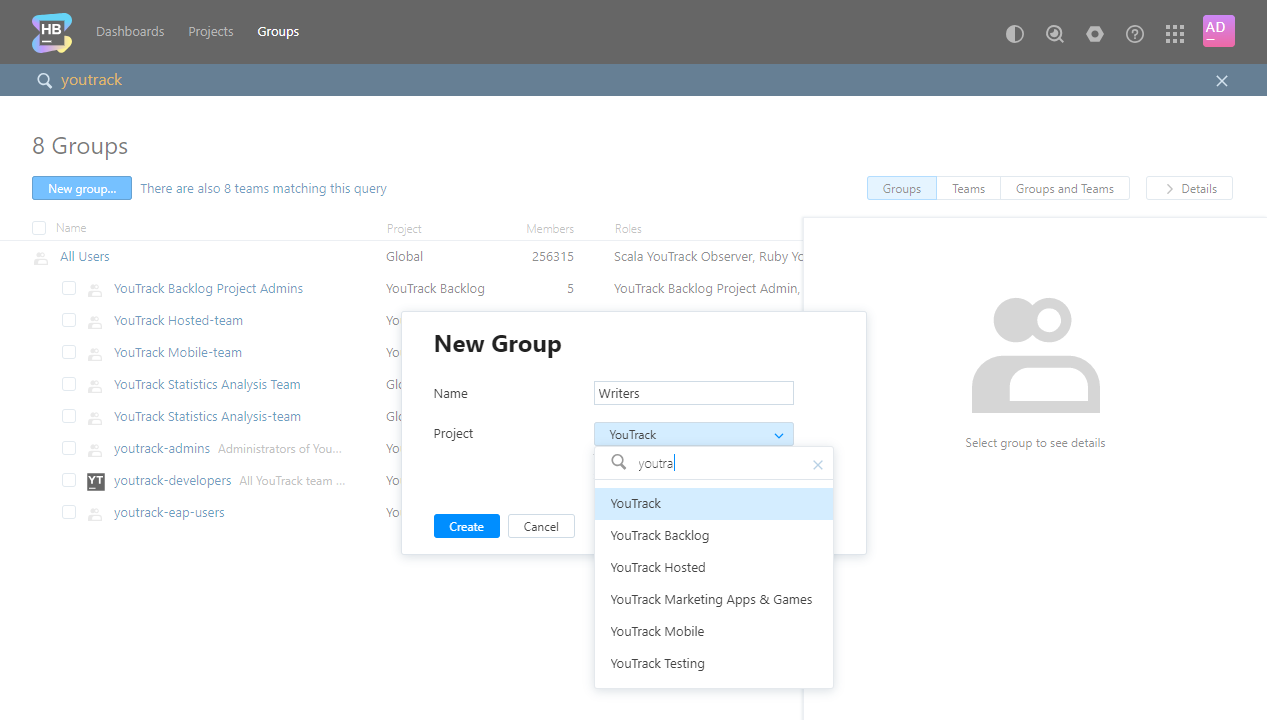 HB Dashboards Projects Groups AD
youtrack
8 Groups
New group... There are also 8 teams matching this query Groups Teams Groups and Teams Details
Name Project Members Roles
All Users Global 256315 Scala YouTrack Observer, Ruby Yo
YouTrack Backlog Project Admins YouTrack Backlog 5 YouTrack Backlog Project Admin,
YouTrack Hosted-team Yo
YouTrack Mobile-team Yo
YouTrack Statistics Analysis Team Glo
YouTrack Statistics Analysis-team Glo
youtrack-admins Administrators of You... Yo
YT youtrack-developers All YouTrack team ... Yo
youtrack-eap-users Yo
New Group
Name Writers
Project YouTrack
youtra
YouTrack
YouTrack Backlog
YouTrack Hosted
YouTrack Marketing Apps & Games
YouTrack Mobile
YouTrack Testing
Create Cancel
Select group to see details